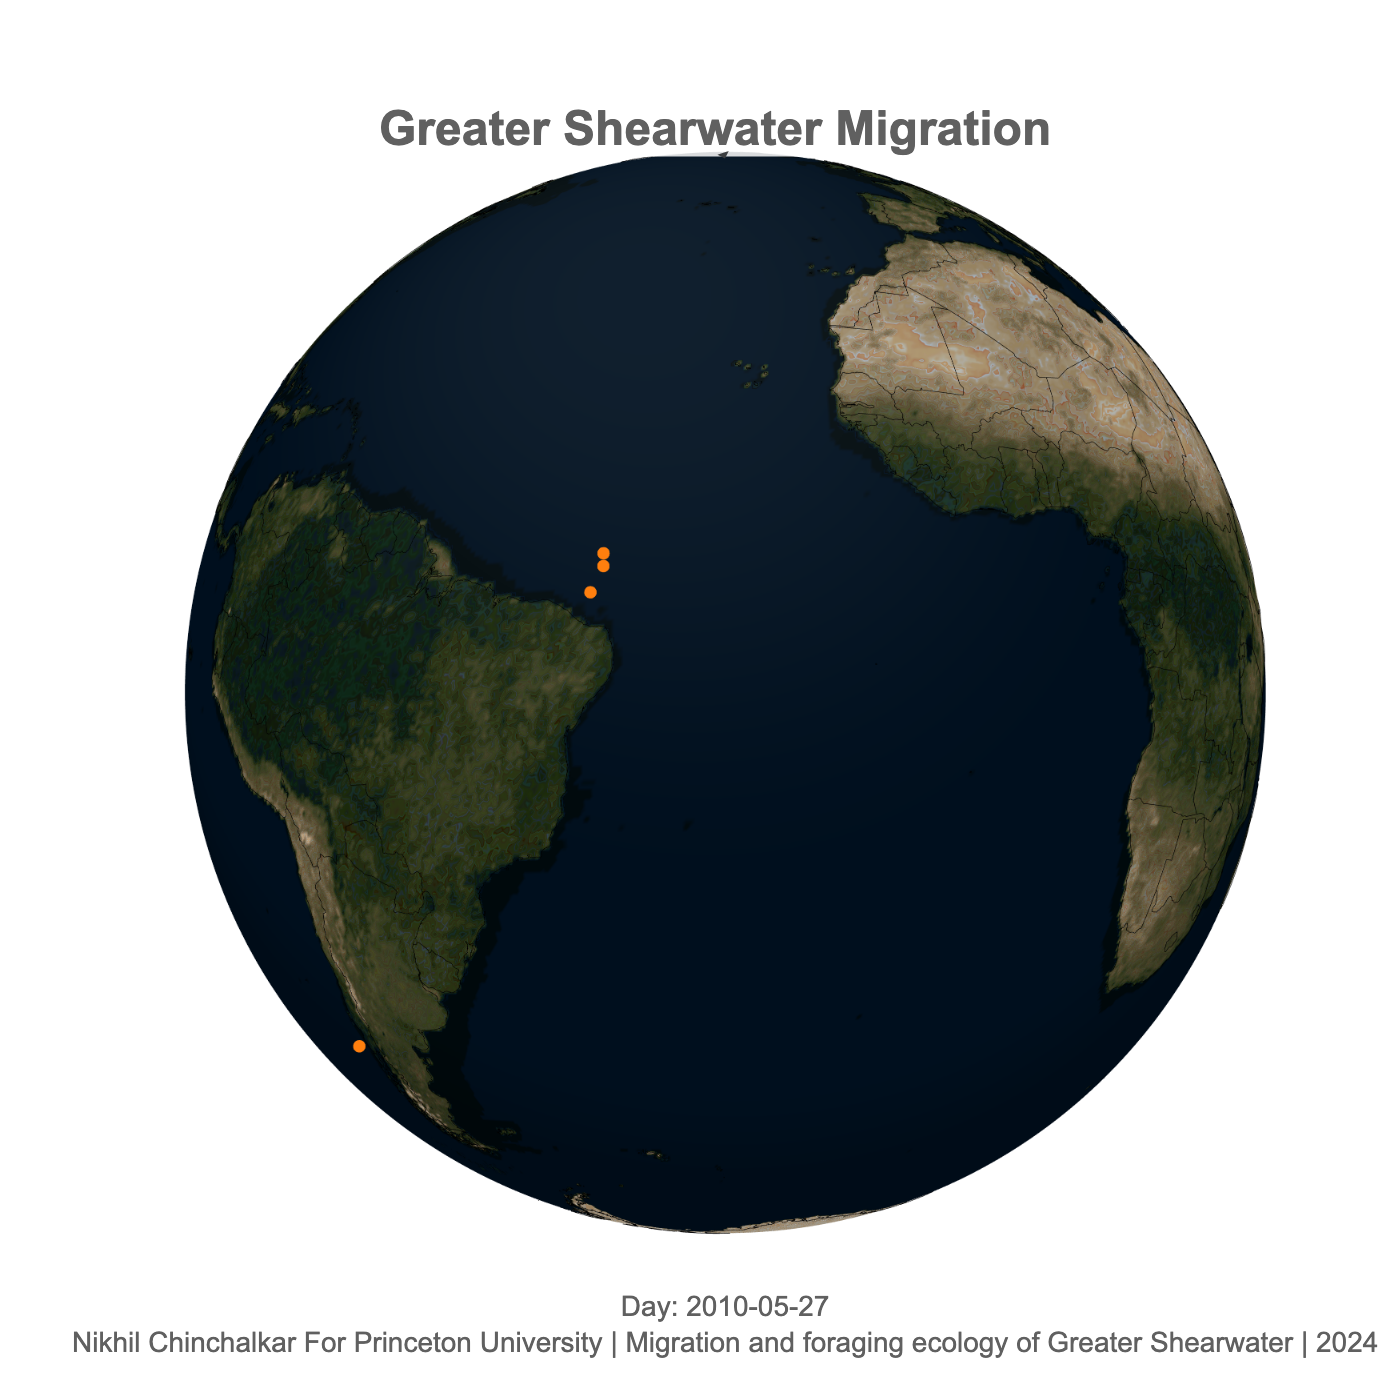 Greater Shearwater Migration
Day: 2010-05-27
Nikhil Chinchalkar For Princeton University | Migration and foraging ecology of Greater Shearwater | 2024